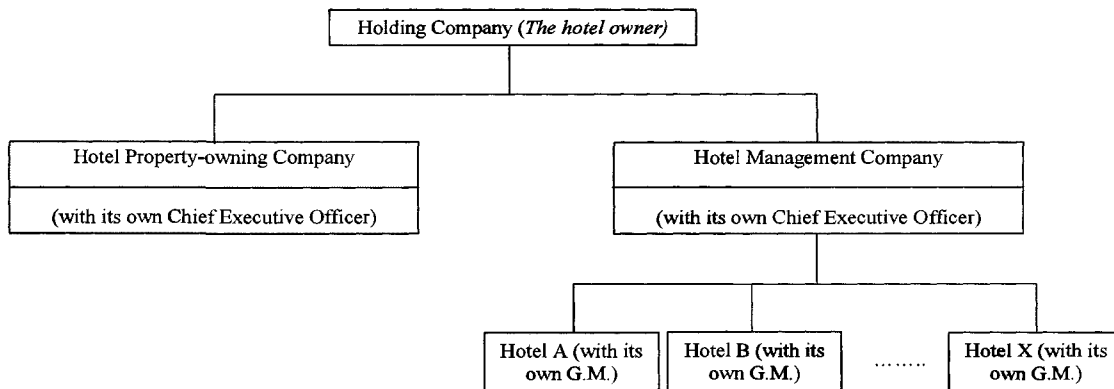 Holding Company (The hotel owner)
Hotel Property-owning Company
(with its own Chief Executive Officer)
Hotel Management Company
(with its own Chief Executive Officer)
Hotel A (with its
own G.M.)
Hotel B (with its
own G.M.)
........
Hotel X (with its
own G.M.)